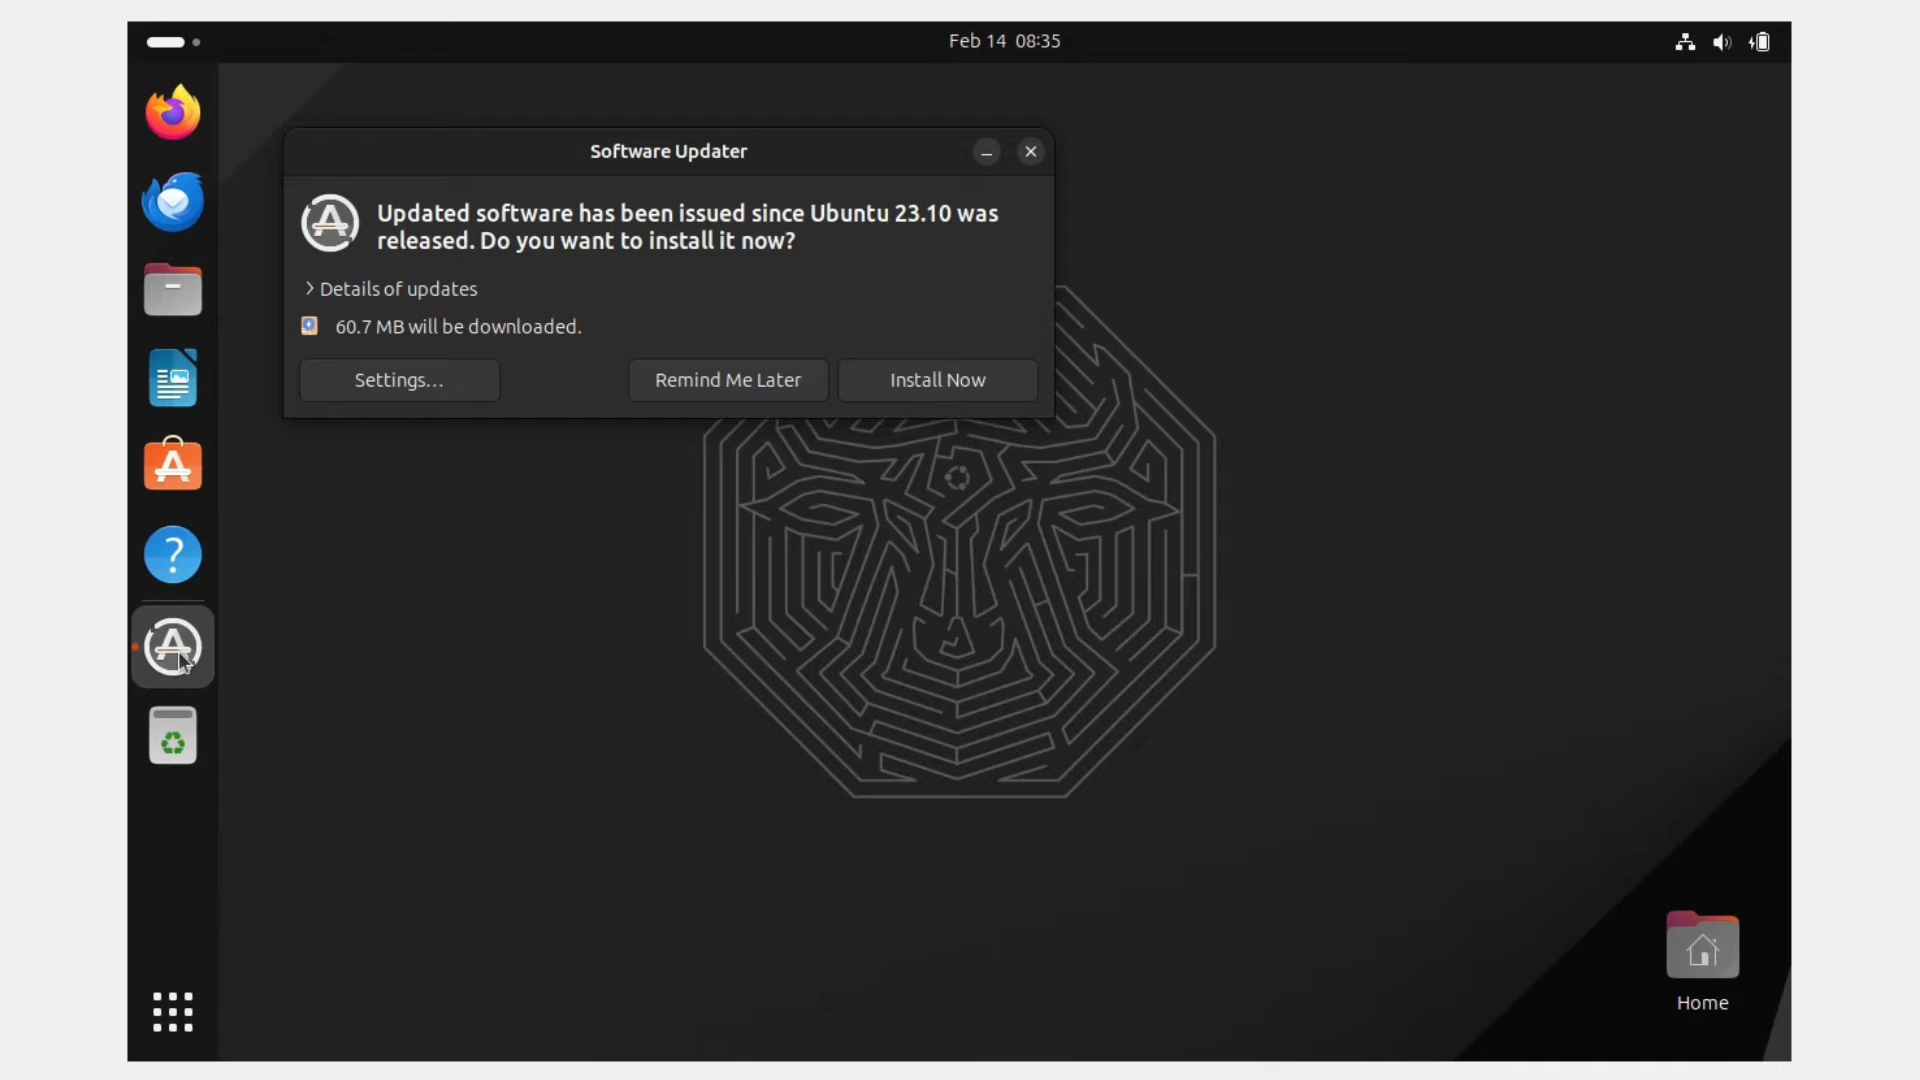 Feb 14 08:35
Software Updater
Updated software has been issued since Ubuntu 23.10 was
released. Do you want to install it now?
Details of updates
60.7 MB will be downloaded.
Settings…
Remind Me Later
Install Now
Home